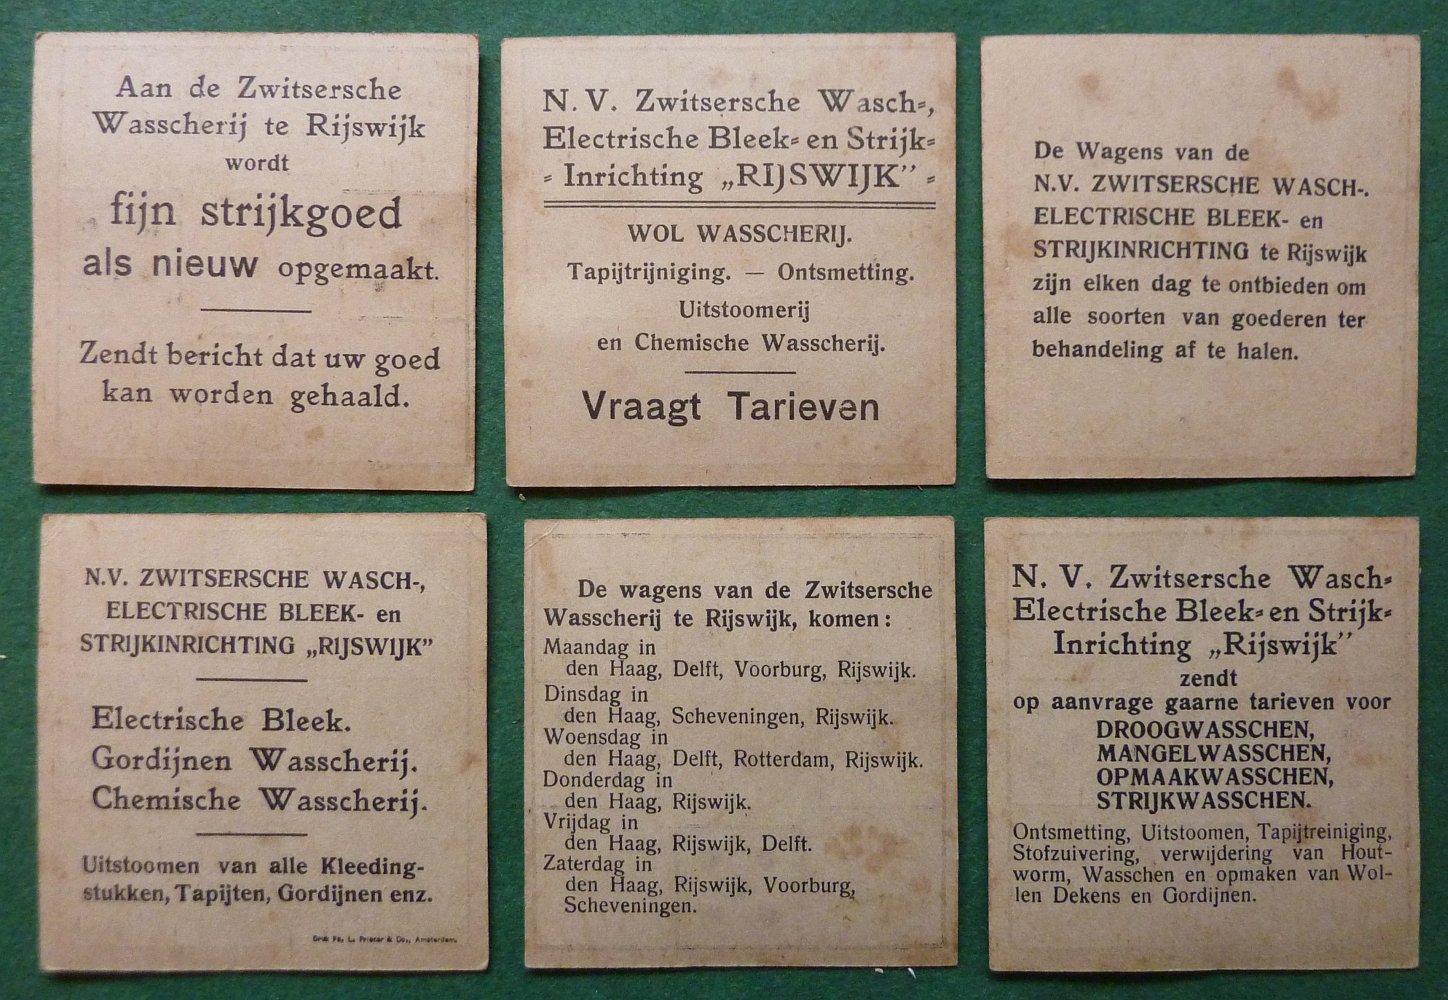 Aan de Zwitsersche
Wasscherij te Rijswijk
wordt
fijn strijkgoed
als nieuw opgemaakt.
Zendt bericht dat uw goed
kan worden gehaald.
N. V. Zwitsersche Wasch-,
Electrische Bleek- en Strijk-
- Inrichting „RIJSWIJK” -
WOL WASSCHERIJ.
Tapijtrijniging. — Ontsmetting.
Uitstoomerij
en Chemische Wasscherij.
Vraagt Tarieven
De Wagens van de
N.V. ZWITSERSCHE WASCH-.
ELECTRISCHE BLEEK- en
STRIJKINRICHTING te Rijswijk
zijn elken dag te ontbieden om
alle soorten van goederen ter
behandeling af te halen.
N.V. ZWITSERSCHE WASCH-,
ELECTRISCHE BLEEK- en
STRIJKINRICHTING „RIJSWIJK”
Electrische Bleek.
Gordijnen Wasscherij.
Chemische Wasscherij.
Uitstoomen van alle Kleeding-
stukken, Tapijten, Gordijnen enz.
Druk Fa. L. Prieter & Co., Amsterdam.
De wagens van de Zwitsersche
Wasscherij te Rijswijk, komen:
Maandag in
den Haag, Delft, Voorburg, Rijswijk.
Dinsdag in
den Haag, Scheveningen, Rijswijk.
Woensdag in
den Haag, Delft, Rotterdam, Rijswijk.
Donderdag in
den Haag, Rijswijk.
Vrijdag in
den Haag, Rijswijk, Delft.
Zaterdag in
den Haag, Rijswijk, Voorburg,
Scheveningen.
N. V. Zwitsersche Wasch-
Electrische Bleek- en Strijk-
Inrichting „Rijswijk”
zendt
op aanvrage gaarne tarieven voor
DROOGWASSCHEN,
MANGELWASSCHEN,
OPMAAKWASSCHEN,
STRIJKWASSCHEN.
Ontsmetting, Uitstoomen, Tapijtreiniging,
Stofzuivering, verwijdering van Hout-
worm, Wasschen en opmaken van Wol-
len Dekens en Gordijnen.